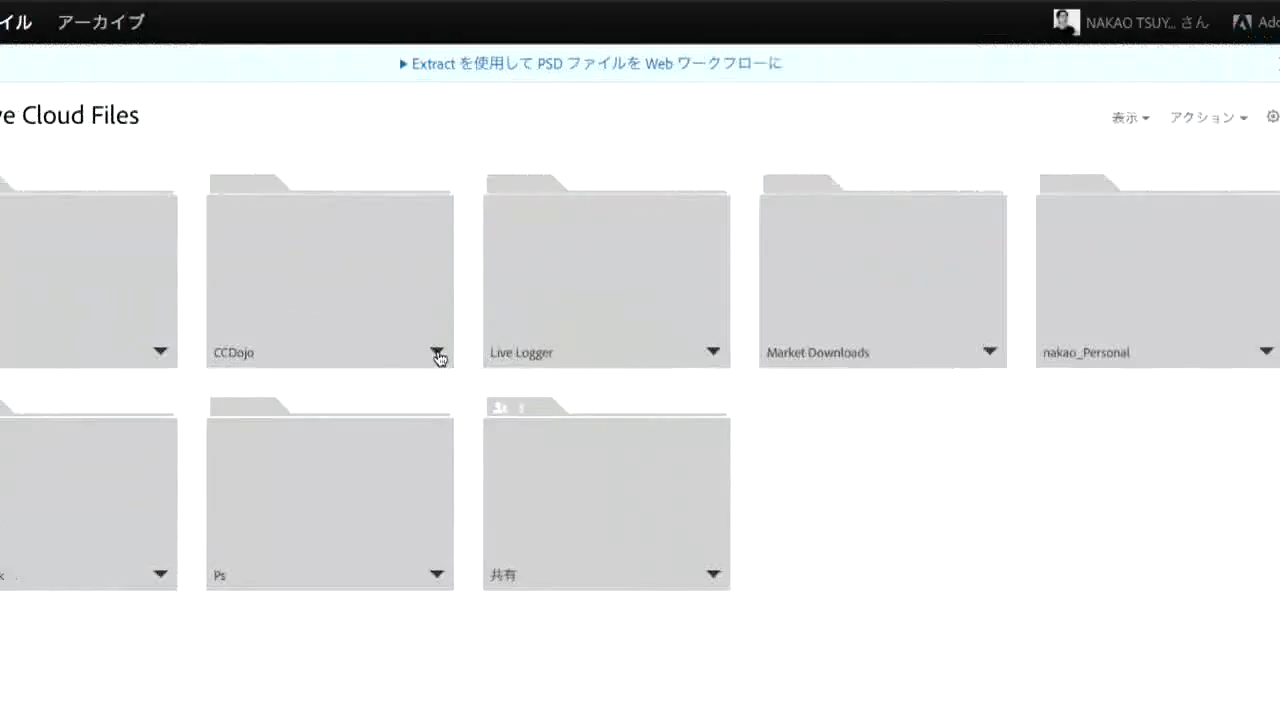 イル アーカイブ NAKAO TSUY... さん
Extract を使用して PSD ファイルを Web ワークフローに
Cloud Files
表示 アクション
CCDojo Live Logger Market Downloads nakao_Personal
Ps 共有